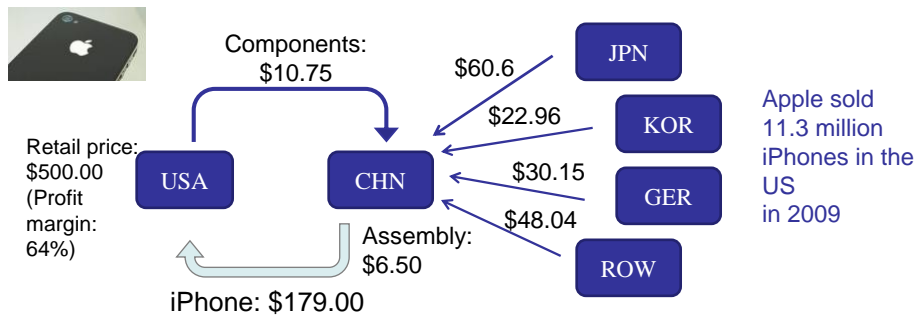 Components:
$10.75
JPN
$60.6
$22.96
KOR
Apple sold
11.3 million
iPhones in the
US
in 2009
Retail price:
$500.00
(Profit
margin:
64%)
USA
CHN
$30.15
GER
$48.04
Assembly:
$6.50
ROW
iPhone: $179.00